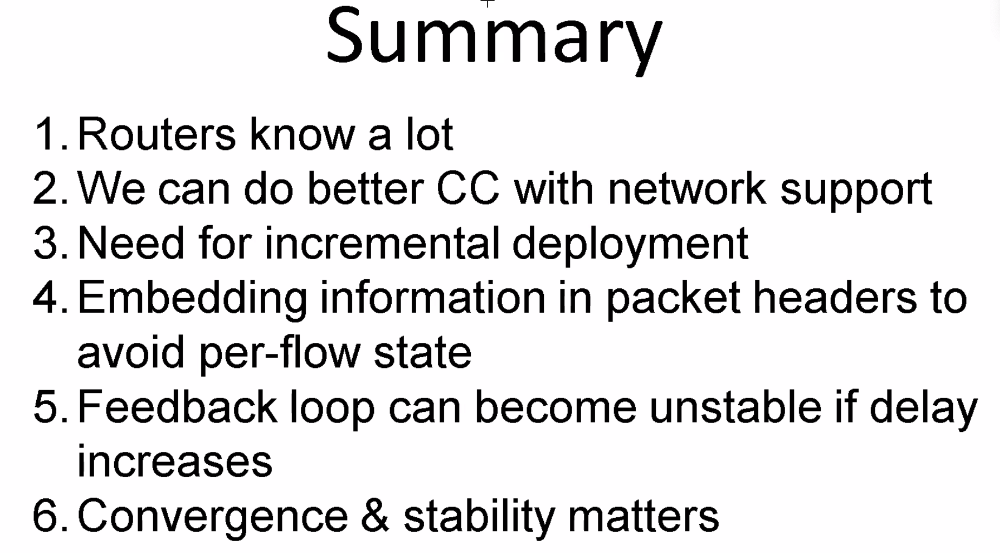 Summary
1. Routers know a lot
2. We can do better CC with network support
3. Need for incremental deployment
4. Embedding information in packet headers to
avoid per-flow state
5. Feedback loop can become unstable if delay
increases
6. Convergence & stability matters